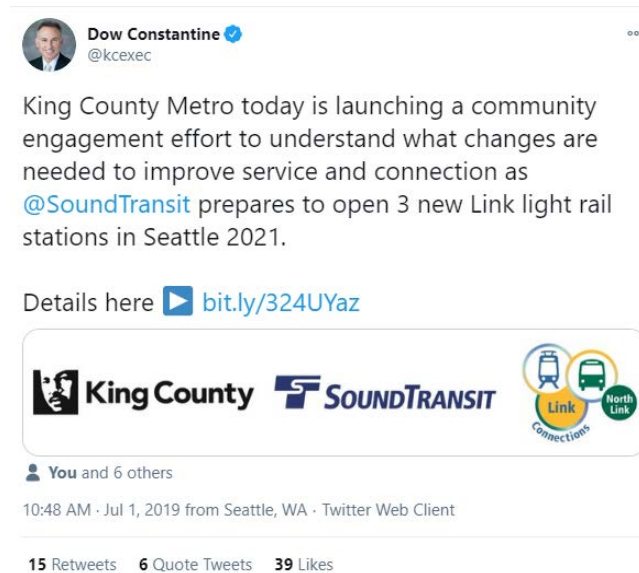 Dow Constantine
@kcexec
King County Metro today is launching a community
engagement effort to understand what changes are
needed to improve service and connection as
@SoundTransit prepares to open 3 new Link light rail
stations in Seattle 2021.
Details here ▶ bit.ly/324UYaz
King County
SOUNDTRANSIT
Link
North
Link
Connections
You and 6 others
10:48 AM · Jul 1, 2019 from Seattle, WA · Twitter Web Client
15 Retweets 6 Quote Tweets 39 Likes